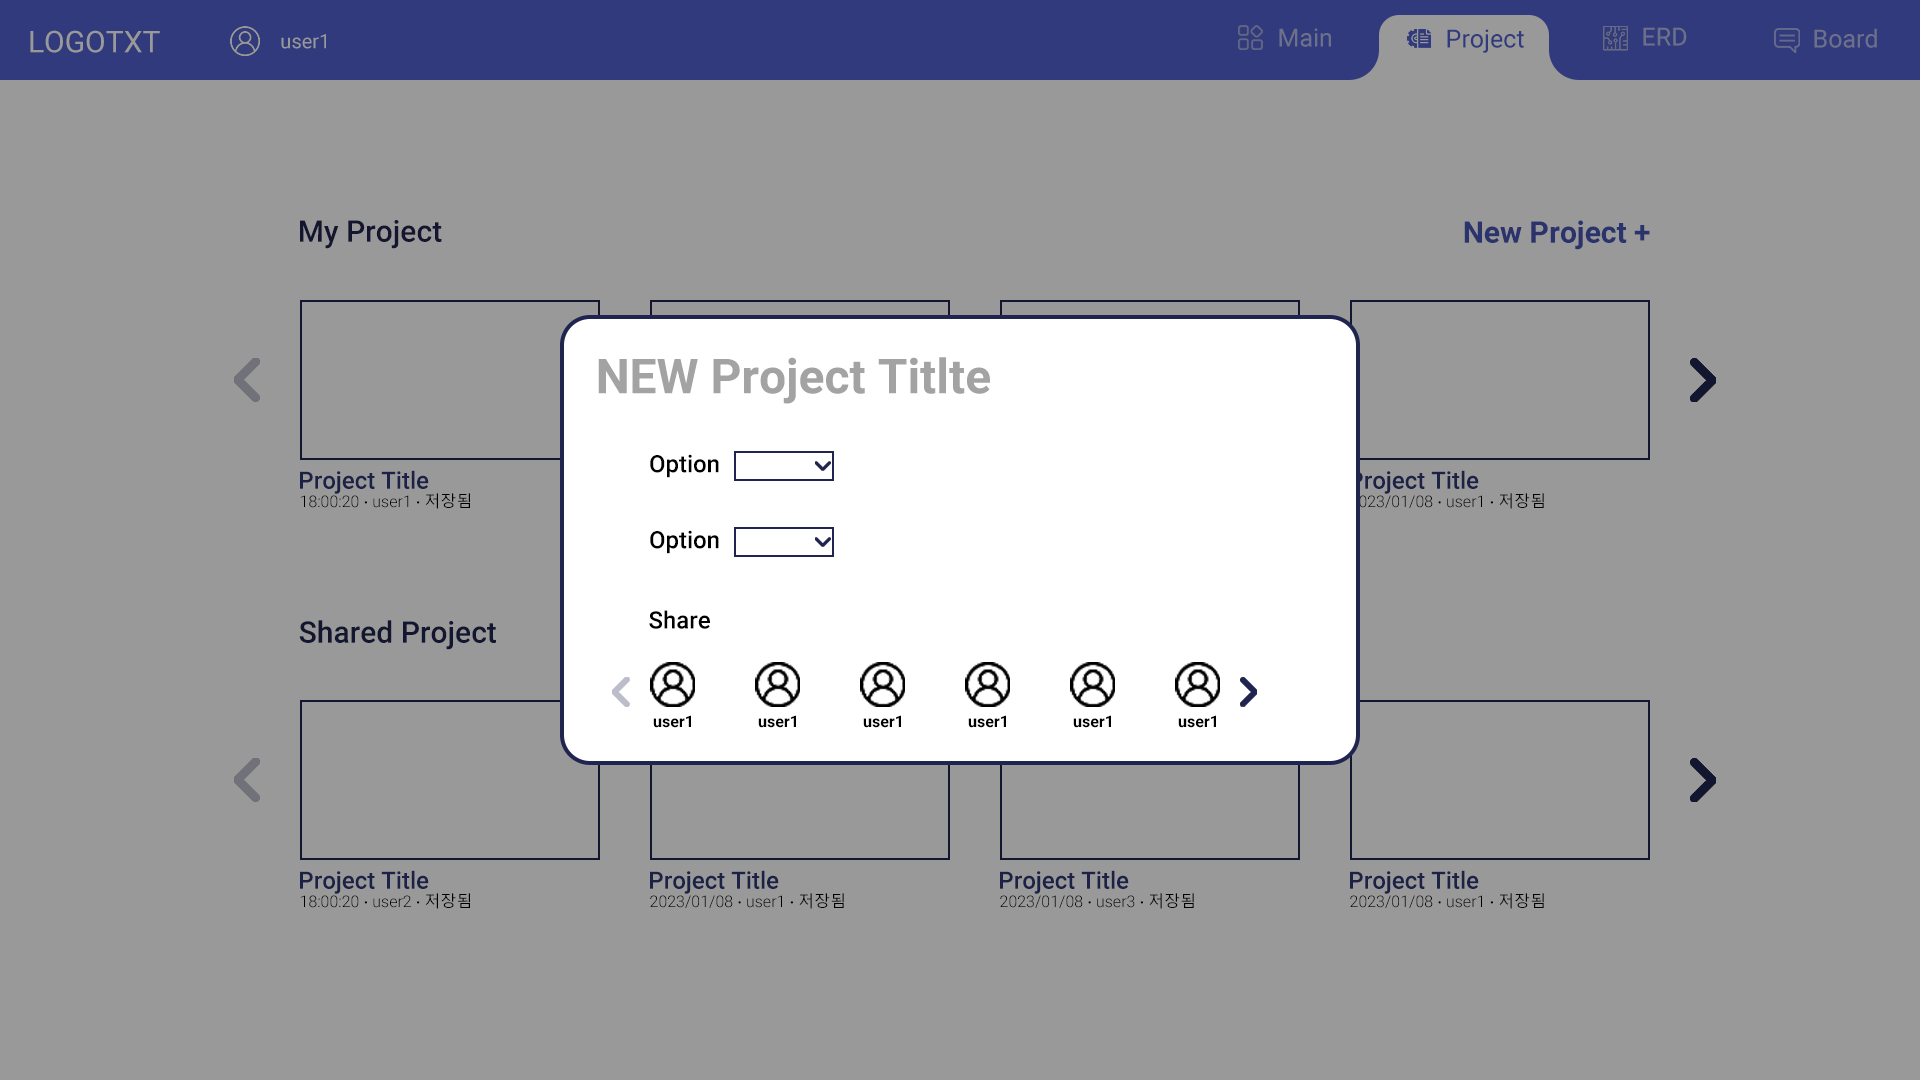 LOGOTXT user1 Main Project ERD Board
My Project New Project +
NEW Project Titlte
Option
Option
Share
user1 user1 user1 user1 user1 user1
Project Title Project Title
18:00:20 • user1 • 저장됨 023/01/08 • user1 • 저장됨
Shared Project
Project Title Project Title Project Title Project Title
18:00:20 • user2 • 저장됨 2023/01/08 • user1 • 저장됨 2023/01/08 • user3 • 저장됨 2023/01/08 • user1 • 저장됨